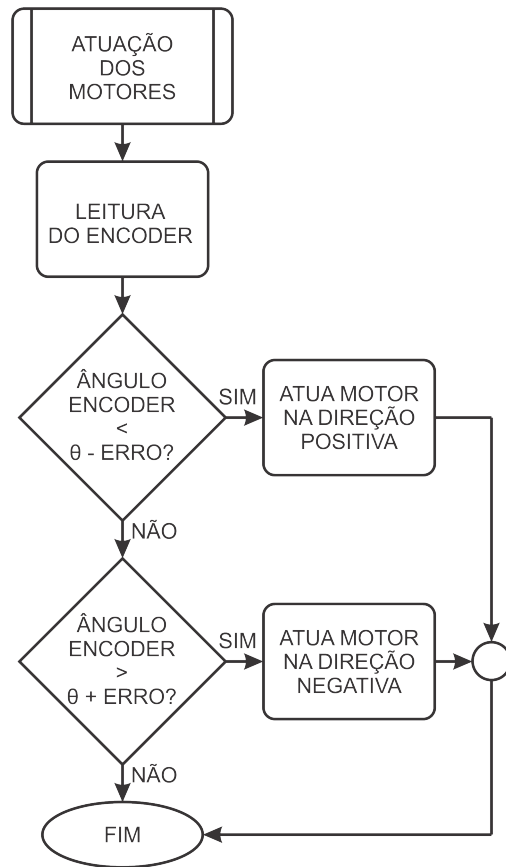 ATUAÇÃO
DOS
MOTORES
LEITURA
DO ENCODER
ÂNGULO
ENCODER
<
θ - ERRO?
SIM
ATUA MOTOR
NA DIREÇÃO
POSITIVA
NÃO
ÂNGULO
ENCODER
>
θ + ERRO?
SIM
ATUA MOTOR
NA DIREÇÃO
NEGATIVA
NÃO
FIM